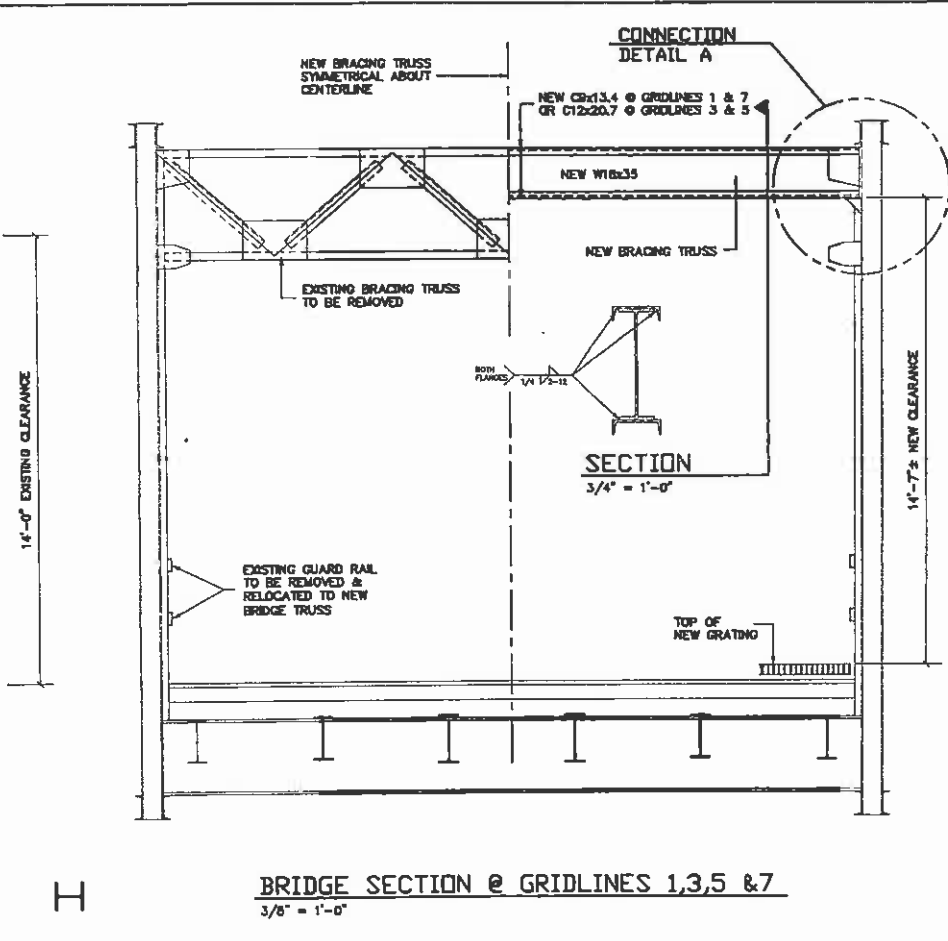 CONNECTION
DETAIL A
NEW BRACING TRUSS
SYMMETRICAL ABOUT
CENTERLINE
NEW C9x13.4 @ GRIDLINES 1 & 7
OR C12x20.7 @ GRIDLINES 3 & 5
NEW W18x35
NEW BRACING TRUSS
EXISTING BRACING TRUSS
TO BE REMOVED
BOTH
FLANGES
1/4 2-12
SECTION
3/4" = 1'-0"
14'-0" EXISTING CLEARANCE
14'-7"± NEW CLEARANCE
EXISTING GUARD RAIL
TO BE REMOVED &
RELOCATED TO NEW
BRIDGE TRUSS
TOP OF
NEW GRATING
H
BRIDGE SECTION @ GRIDLINES 1,3,5 &7
3/8" = 1'-0"